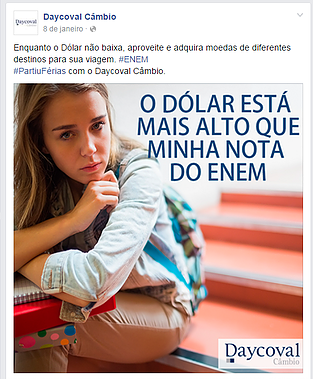 Daycoval
Câmbio
Daycoval Câmbio
8 de janeiro ·
Enquanto o Dólar não baixa, aproveite e adquira moedas de diferentes
destinos para sua viagem. #ENEM
#PartiuFérias com o Daycoval Câmbio.
O DÓLAR ESTÁ
MAIS ALTO QUE
MINHA NOTA
DO ENEM
Daycoval
Câmbio